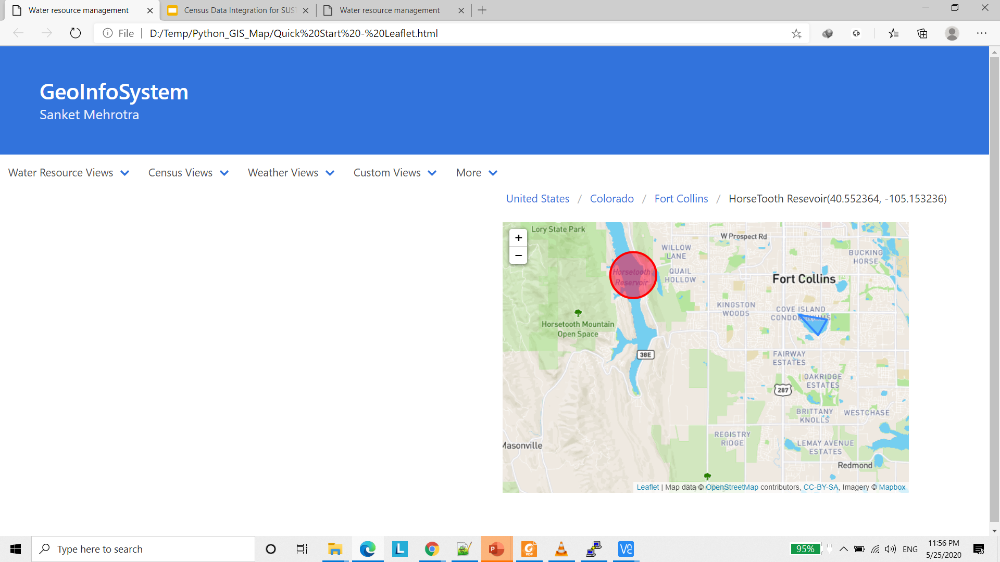 Water resource management
Census Data Integration for SUS
Water resource management
File
D:/Temp/Python_GIS_Map/Quick%20Start%20-%20Leaflet.html
GeoInfoSystem
Sanket Mehrotra
Water Resource Views
Census Views
Weather Views
Custom Views
More
United States / Colorado / Fort Collins / HorseTooth Resevoir(40.552364, -105.153236)
+
−
Lory State Park
W Prospect Rd
WILLOW
LANE
BUCKING
HORSE
Horsetooth
Reservoir
QUAIL
HOLLOW
Fort Collins
KINGSTON
WOODS
COVE ISLAND
CONDOMINIUMS
Horsetooth Mountain
Open Space
38E
FAIRWAY
ESTATES
OAKRIDGE
ESTATES
287
BRITTANY
KNOLLS
WESTCHASE
REGISTRY
RIDGE
Masonville
LEMAY AVENUE
ESTATES
Redmond
Leaflet | Map data © OpenStreetMap contributors, CC-BY-SA, Imagery © Mapbox
Type here to search
L
P
PDF
95%
ENG
11:56 PM
5/25/2020